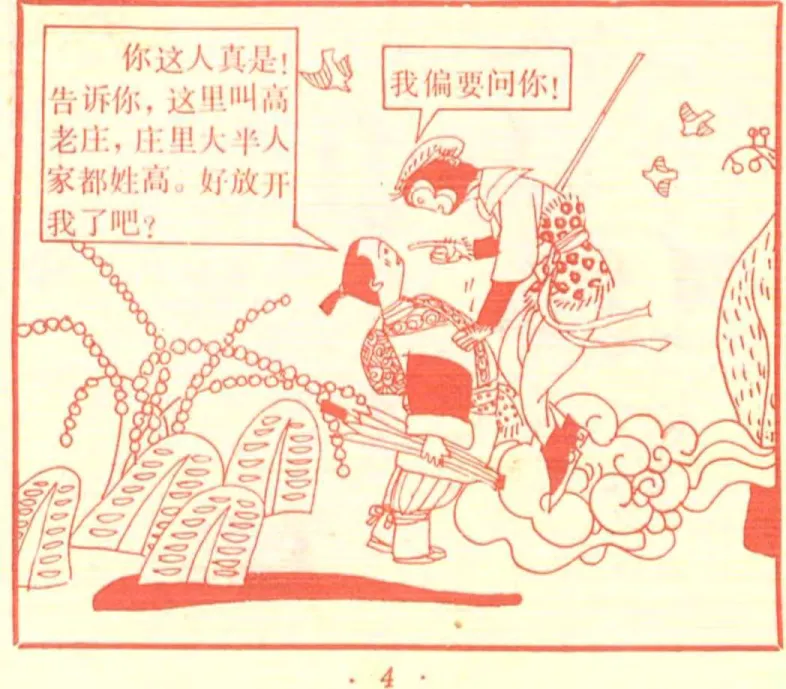 你这人真是!
告诉你，这里叫高
老庄，庄里大半人
家都姓高。好放开
我了吧?
我偏要问你!
· 4 ·